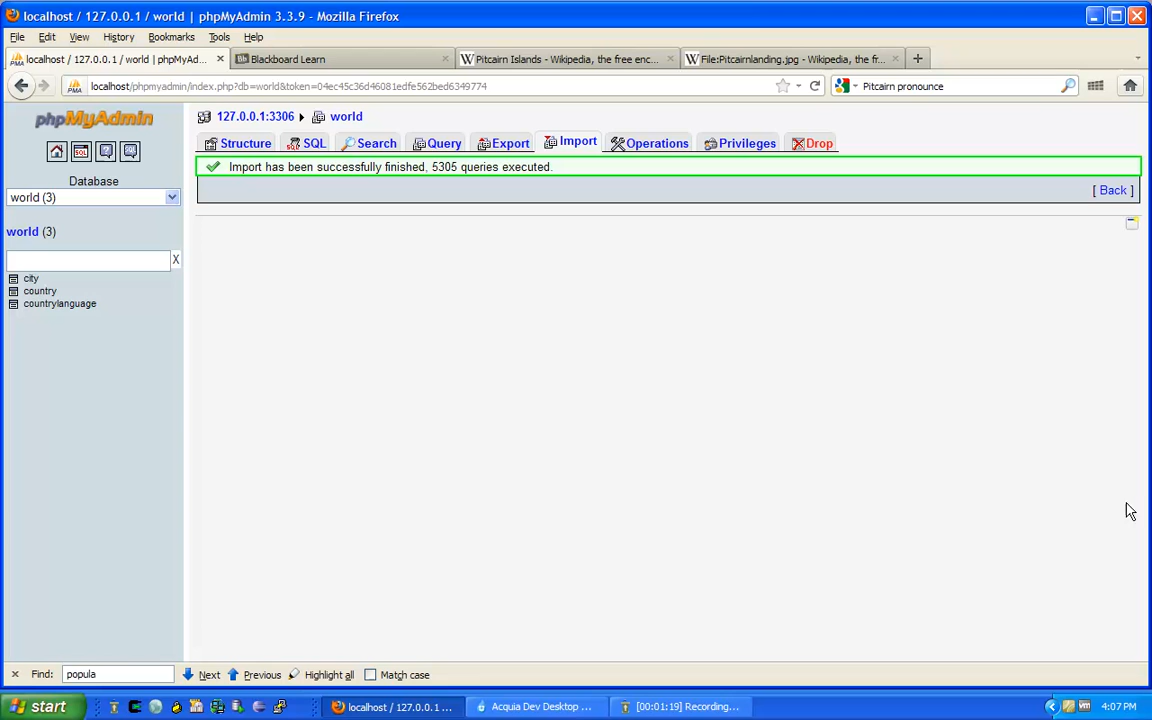 localhost / 127.0.0.1 / world | phpMyAdmin 3.3.9 - Mozilla Firefox
File Edit View History Bookmarks Tools Help
PMA localhost / 127.0.0.1 / world | phpMyAd... × Blackboard Learn × W Pitcairn Islands - Wikipedia, the free enc... × W File:Pitcairnlanding.jpg - Wikipedia, the fr... × +
PMA localhost/phpmyadmin/index.php?db=world&token=04ec45c36d46081edfe562bed6349774 Pitcairn pronounce
phpMyAdmin
SQL
Database
world (3)
world (3)
X
city
country
countrylanguage
127.0.0.1:3306 world
Structure SQL Search Query Export Import Operations Privileges Drop
Import has been successfully finished, 5305 queries executed.
[ Back ]
× Find: popula Next Previous Highlight all Match case
start localhost / 127.0.0.1 ... Acquia Dev Desktop ... [00:01:19] Recording... 4:07 PM